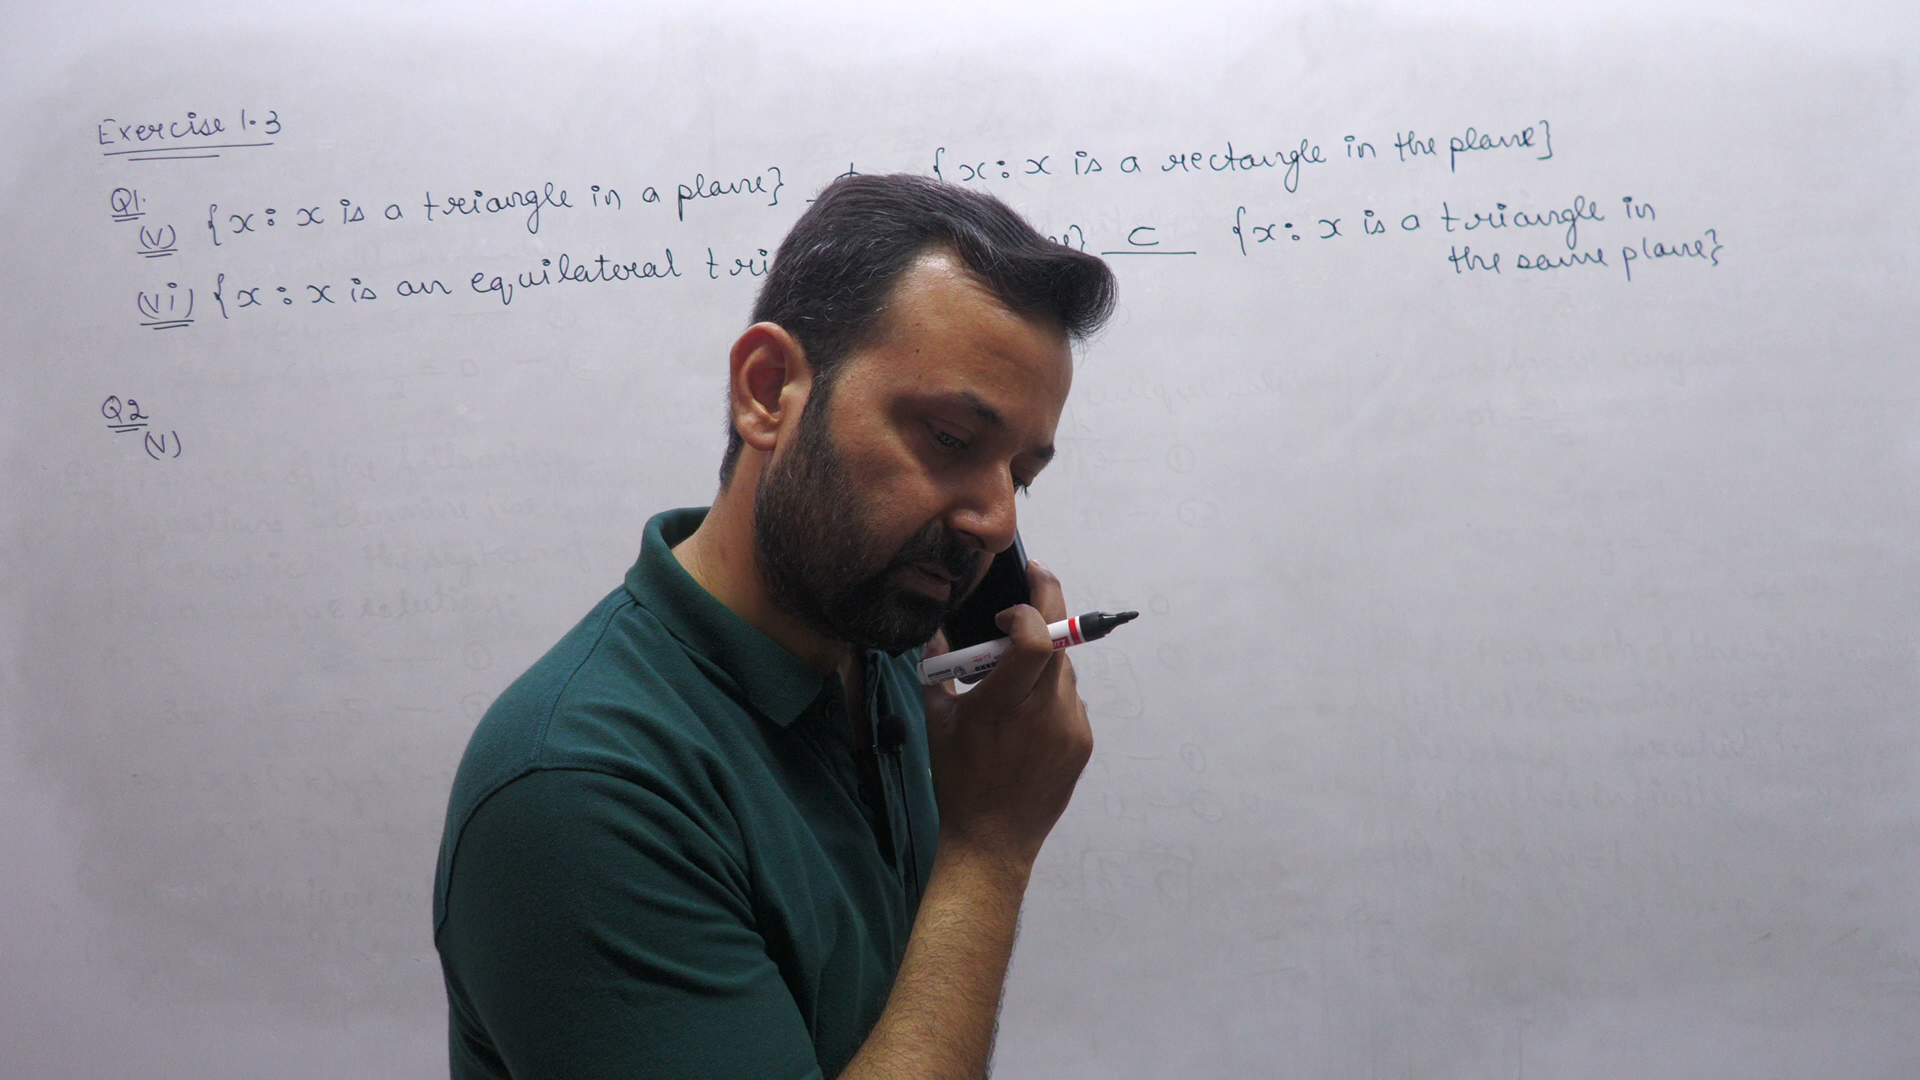 Exercise 1.3
Q1.
(v) {x : x is a triangle in a plane} {x : x is a rectangle in the plane}
(vi) {x : x is an equilateral tri ne} ⊂ {x : x is a triangle in
the same plane}
Q2
(v)